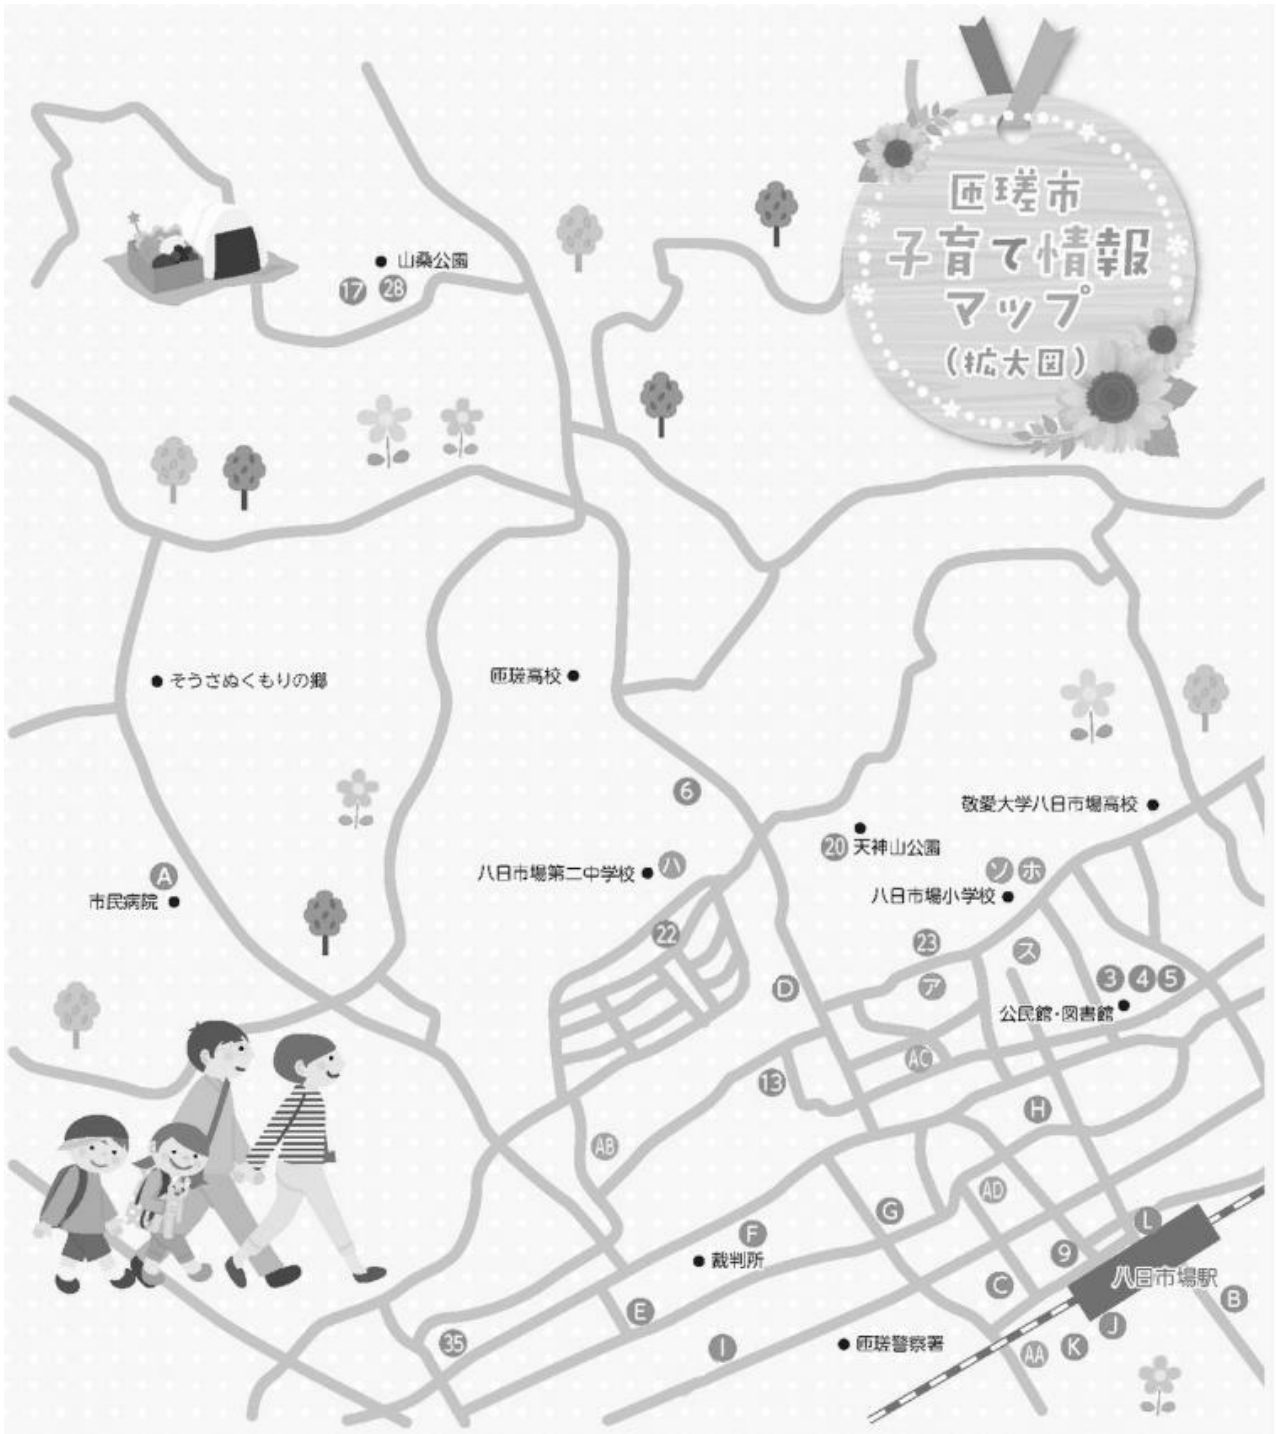 匝瑳市
子育て情報
マップ
（拡大図）
山桑公園
17 28
そうさぬくもりの郷
匝瑳高校
6
敬愛大学八日市場高校
20 天神山公園
八日市場第二中学校 ハ
ソ ホ
八日市場小学校
A
市民病院
22
23
ス
D
ア
3 4 5
公民館・図書館
AC
13
H
AB
AD
G
F
L
裁判所
9
八日市場駅
C
B
E
J
35
I
匝瑳警察署
AA
K